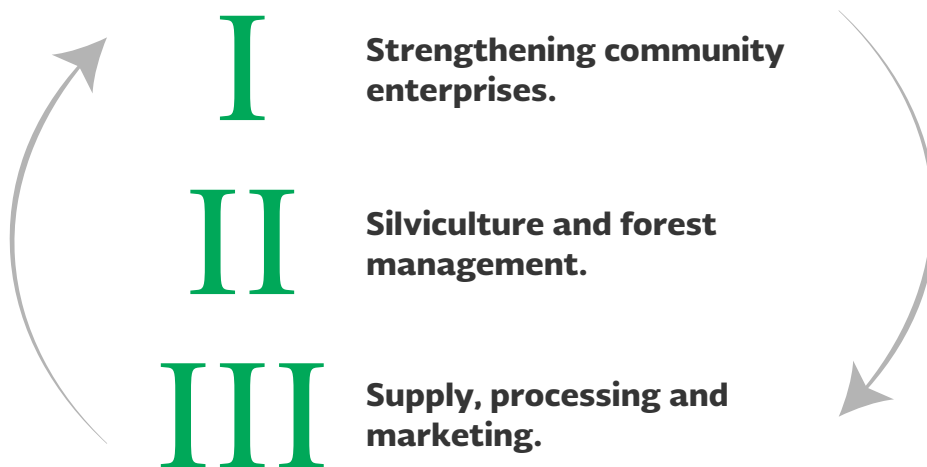 I
Strengthening community
enterprises.
II
Silviculture and forest
management.
III
Supply, processing and
marketing.